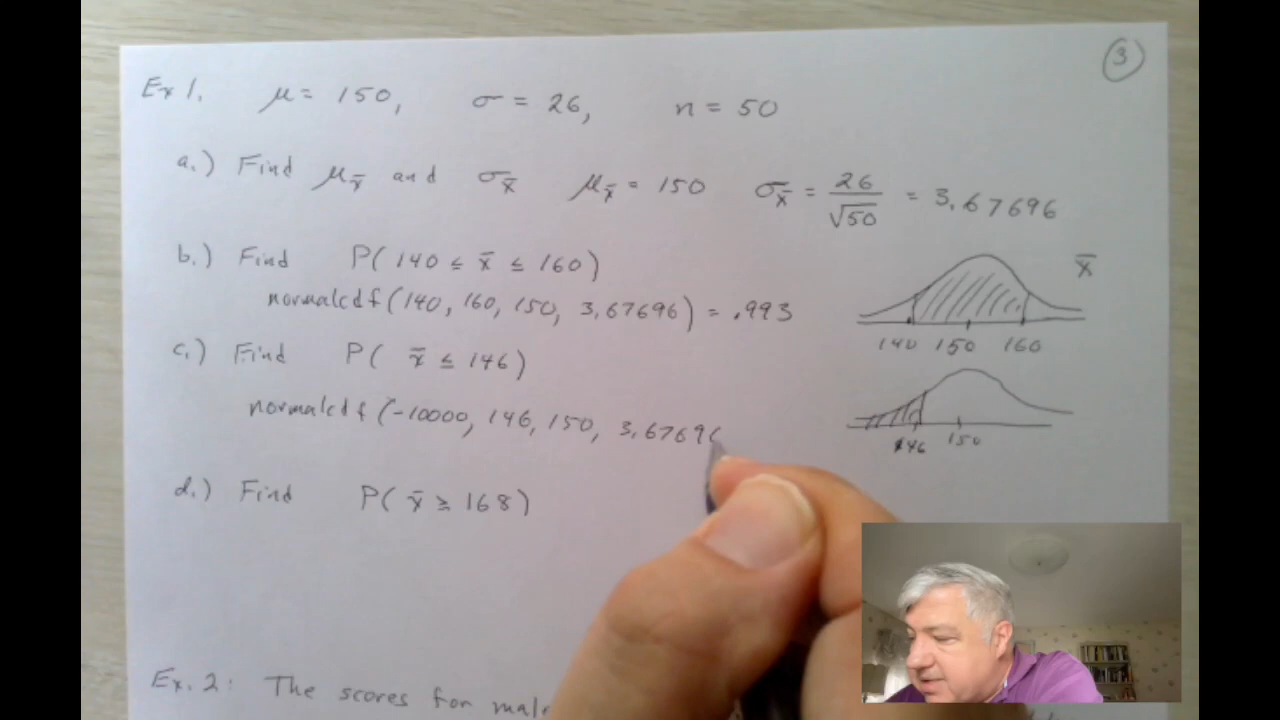 3
Ex 1. μ = 150, σ = 26, n = 50
a.) Find μx̄ and σx̄ μx̄ = 150 σx̄ = 26/√50 = 3.67696
b.) Find P( 140 ≤ x̄ ≤ 160)
x̄
normalcdf (140, 160, 150, 3.67696) = .993
140 150 160
c.) Find P( x̄ ≤ 146)
normalcdf (-10000, 146, 150, 3.67696
146 150
d.) Find P( x̄ ≥ 168)
Ex. 2: The scores for